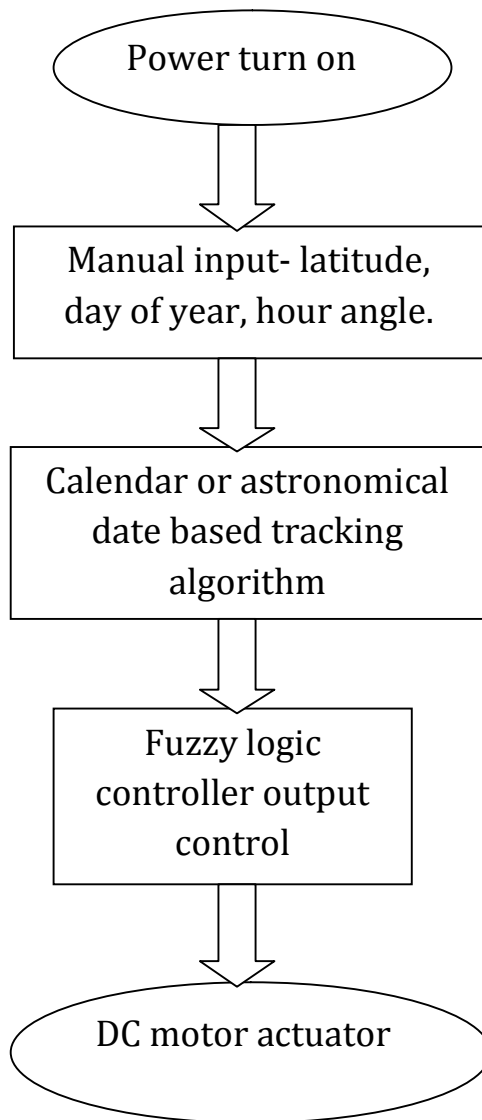 Power turn on
Manual input- latitude,
day of year, hour angle.
Calendar or astronomical
date based tracking
algorithm
Fuzzy logic
controller output
control
DC motor actuator